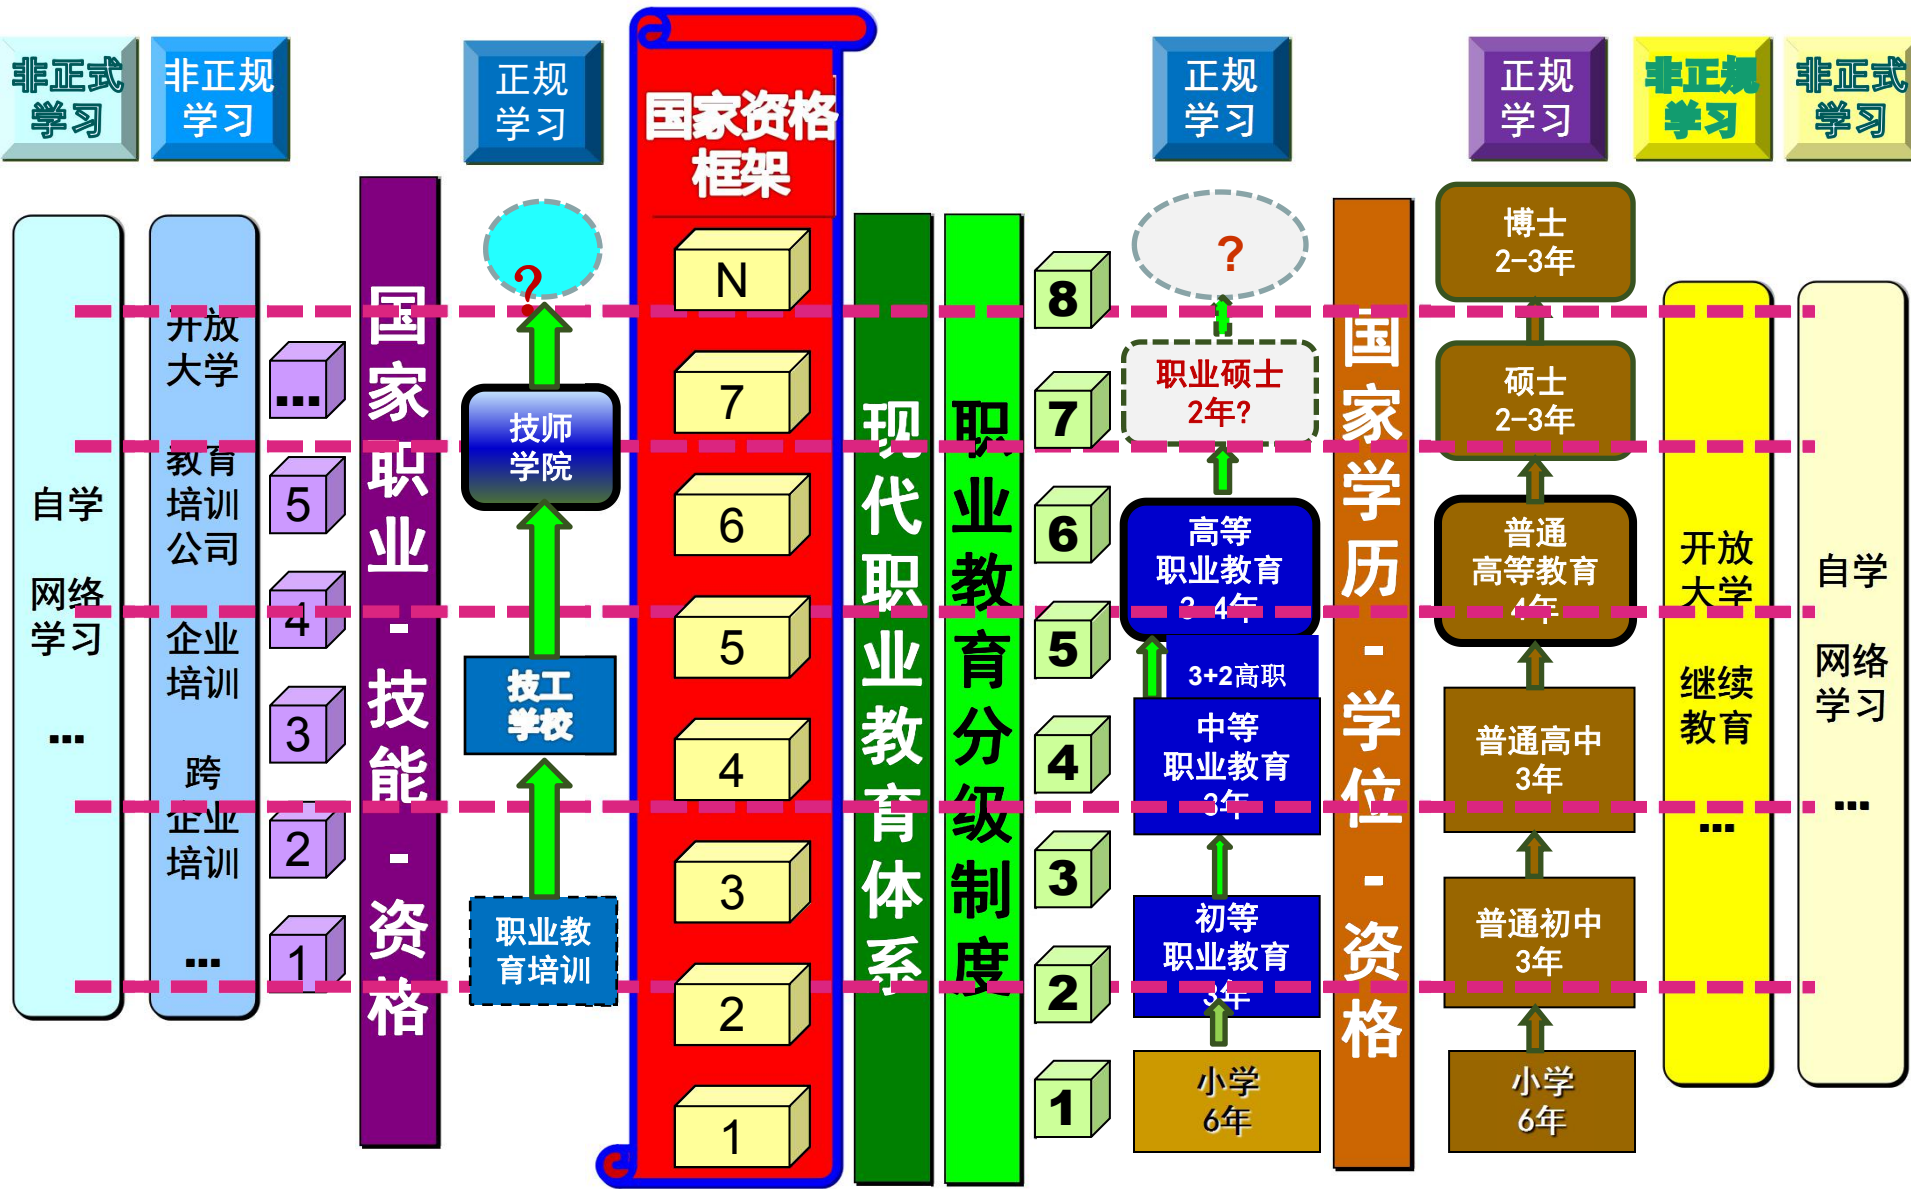 非正式
学习
非正规
学习
正规
学习
国家资格
框架
正规
学习
正规
学习
非正规
学习
非正式
学习
自学
网络
学习
...
开放
大学
教育
培训
公司
企业
培训
跨
企业
培训
...
...
5
4
3
2
1
国家职业-技能-资格
?
技师
学院
技工
学校
职业教
育培训
N
7
6
5
4
3
2
1
现代职业教育体系
职业教育分级制度
8
7
6
5
4
3
2
1
?
职业硕士
2年?
高等
职业教育
3-4年
3+2高职
中等
职业教育
3年
初等
职业教育
3年
小学
6年
国家学历-学位-资格
博士
2-3年
硕士
2-3年
普通
高等教育
4年
普通高中
3年
普通初中
3年
小学
6年
开放
大学
继续
教育
...
自学
网络
学习
...